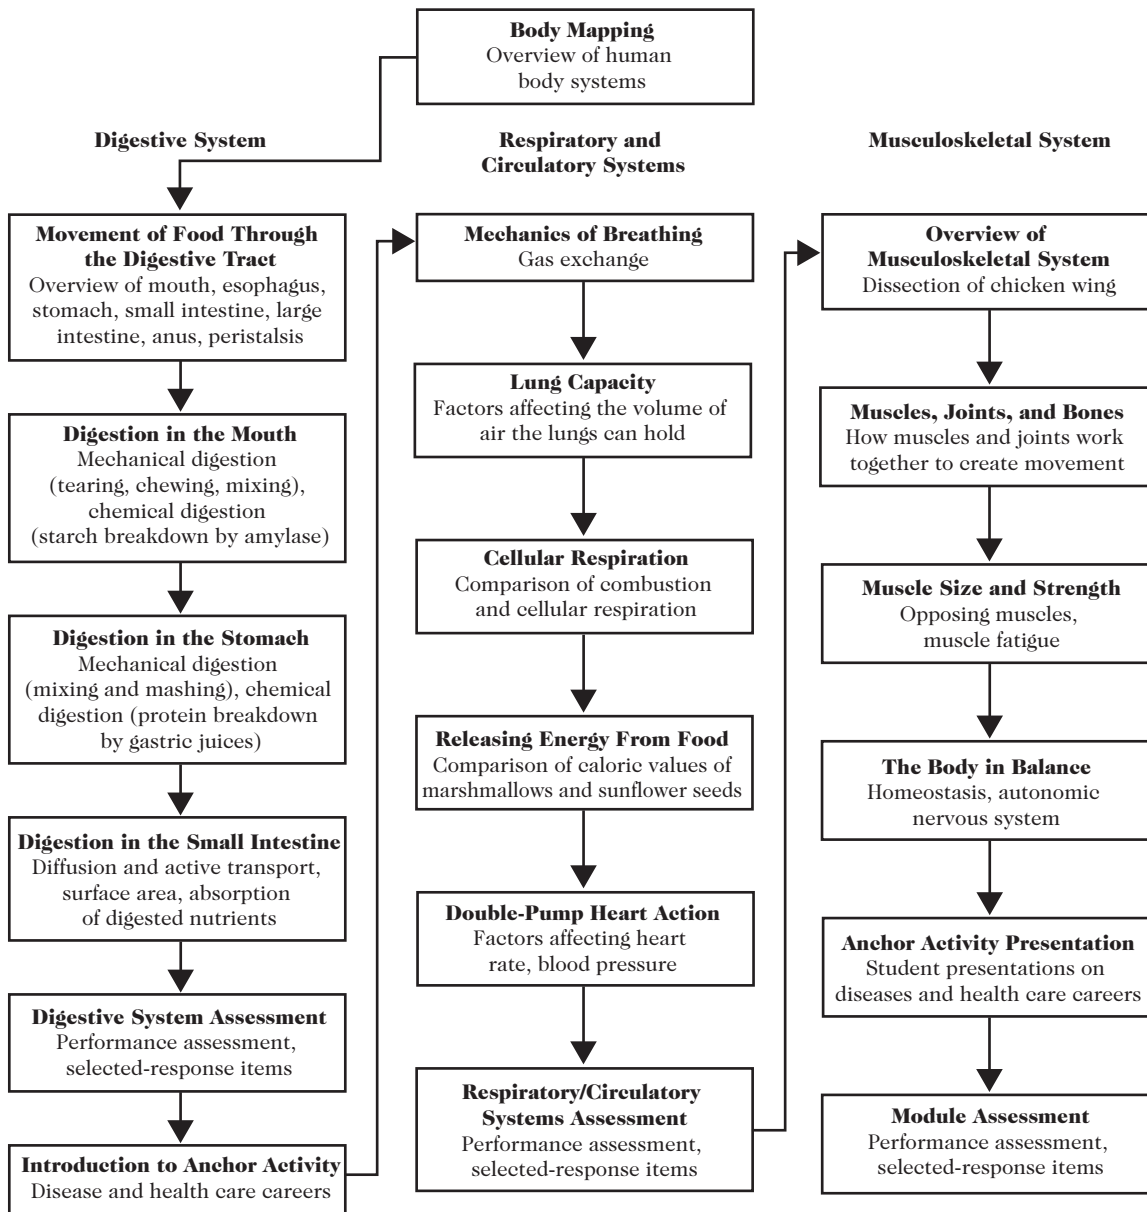 Body Mapping
Overview of human
body systems
Digestive System
Movement of Food Through
the Digestive Tract
Overview of mouth, esophagus,
stomach, small intestine, large
intestine, anus, peristalsis
Digestion in the Mouth
Mechanical digestion
(tearing, chewing, mixing),
chemical digestion
(starch breakdown by amylase)
Digestion in the Stomach
Mechanical digestion
(mixing and mashing), chemical
digestion (protein breakdown
by gastric juices)
Digestion in the Small Intestine
Diffusion and active transport,
surface area, absorption
of digested nutrients
Digestive System Assessment
Performance assessment,
selected-response items
Introduction to Anchor Activity
Disease and health care careers
Respiratory and
Circulatory Systems
Mechanics of Breathing
Gas exchange
Lung Capacity
Factors affecting the volume of
air the lungs can hold
Cellular Respiration
Comparison of combustion
and cellular respiration
Releasing Energy From Food
Comparison of caloric values of
marshmallows and sunflower seeds
Double-Pump Heart Action
Factors affecting heart
rate, blood pressure
Respiratory/Circulatory
Systems Assessment
Performance assessment,
selected-response items
Musculoskeletal System
Overview of
Musculoskeletal System
Dissection of chicken wing
Muscles, Joints, and Bones
How muscles and joints work
together to create movement
Muscle Size and Strength
Opposing muscles,
muscle fatigue
The Body in Balance
Homeostasis, autonomic
nervous system
Anchor Activity Presentation
Student presentations on
diseases and health care careers
Module Assessment
Performance assessment,
selected-response items